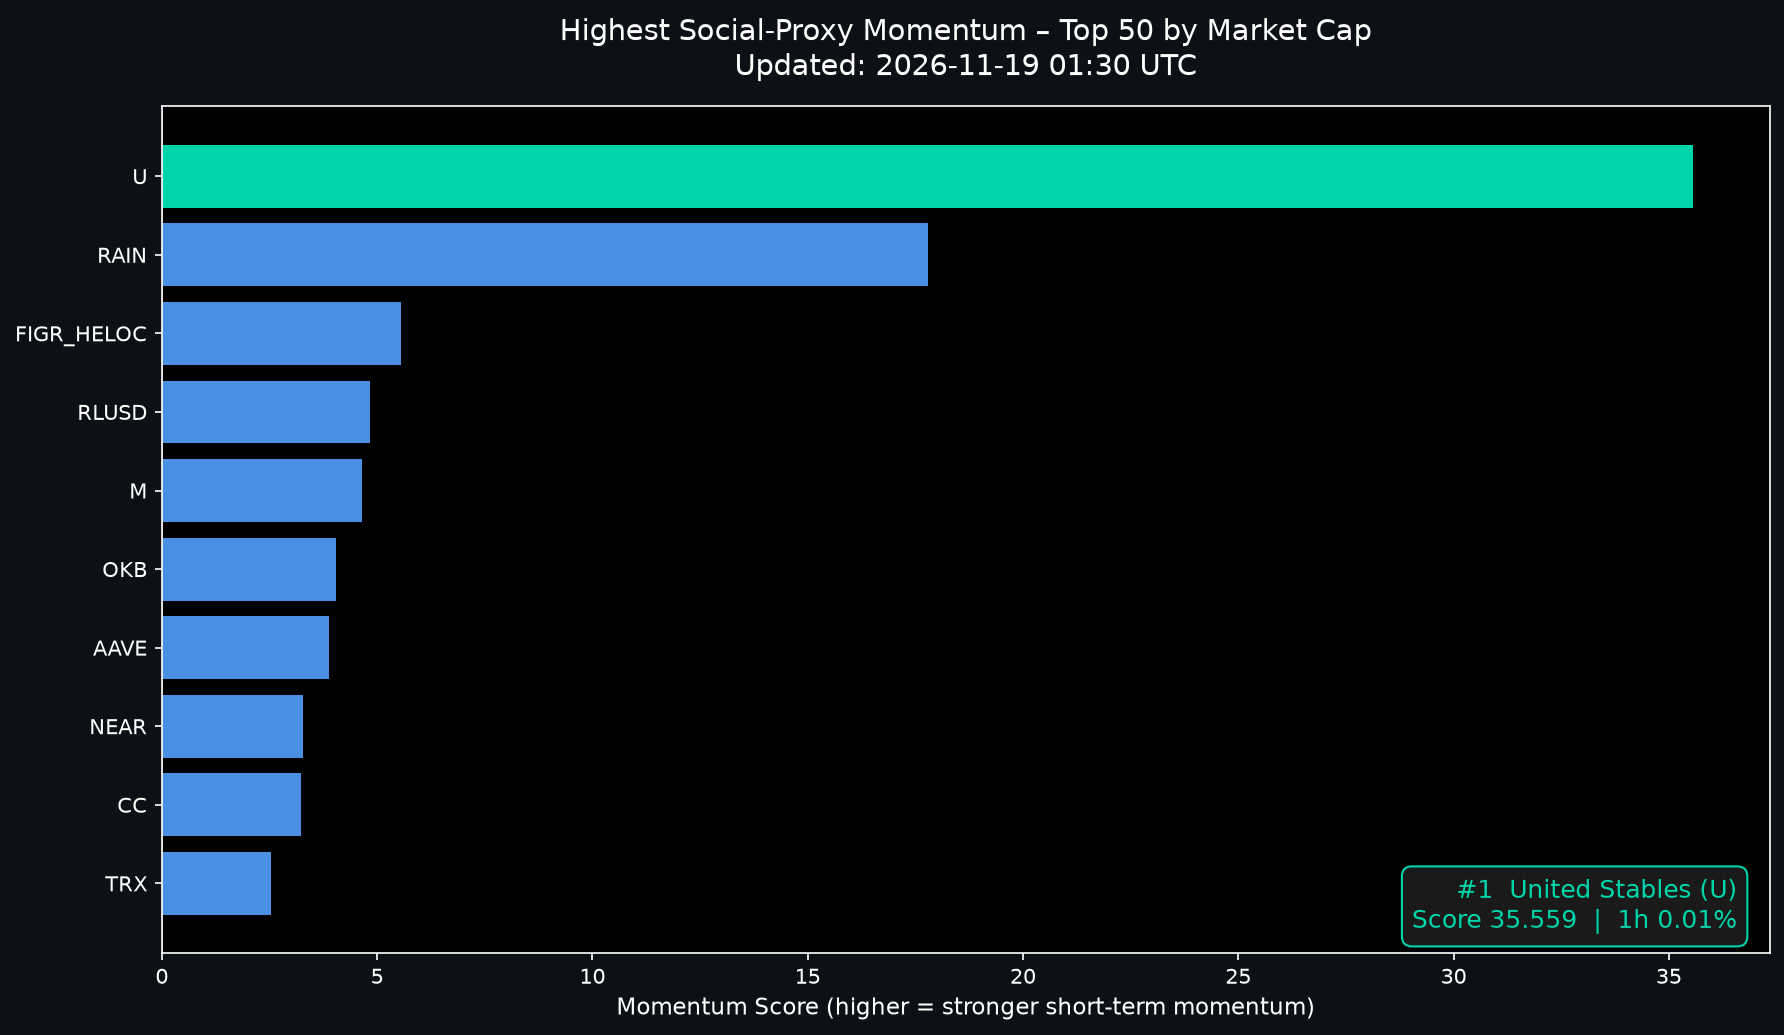 Highest Social-Proxy Momentum – Top 50 by Market Cap
Updated: 2026-11-19 01:30 UTC
U
RAIN
FIGR_HELOC
RLUSD
M
OKB
AAVE
NEAR
CC
TRX
#1  United Stables (U)
Score 35.559  |  1h 0.01%
0 5 10 15 20 25 30 35
Momentum Score (higher = stronger short-term momentum)